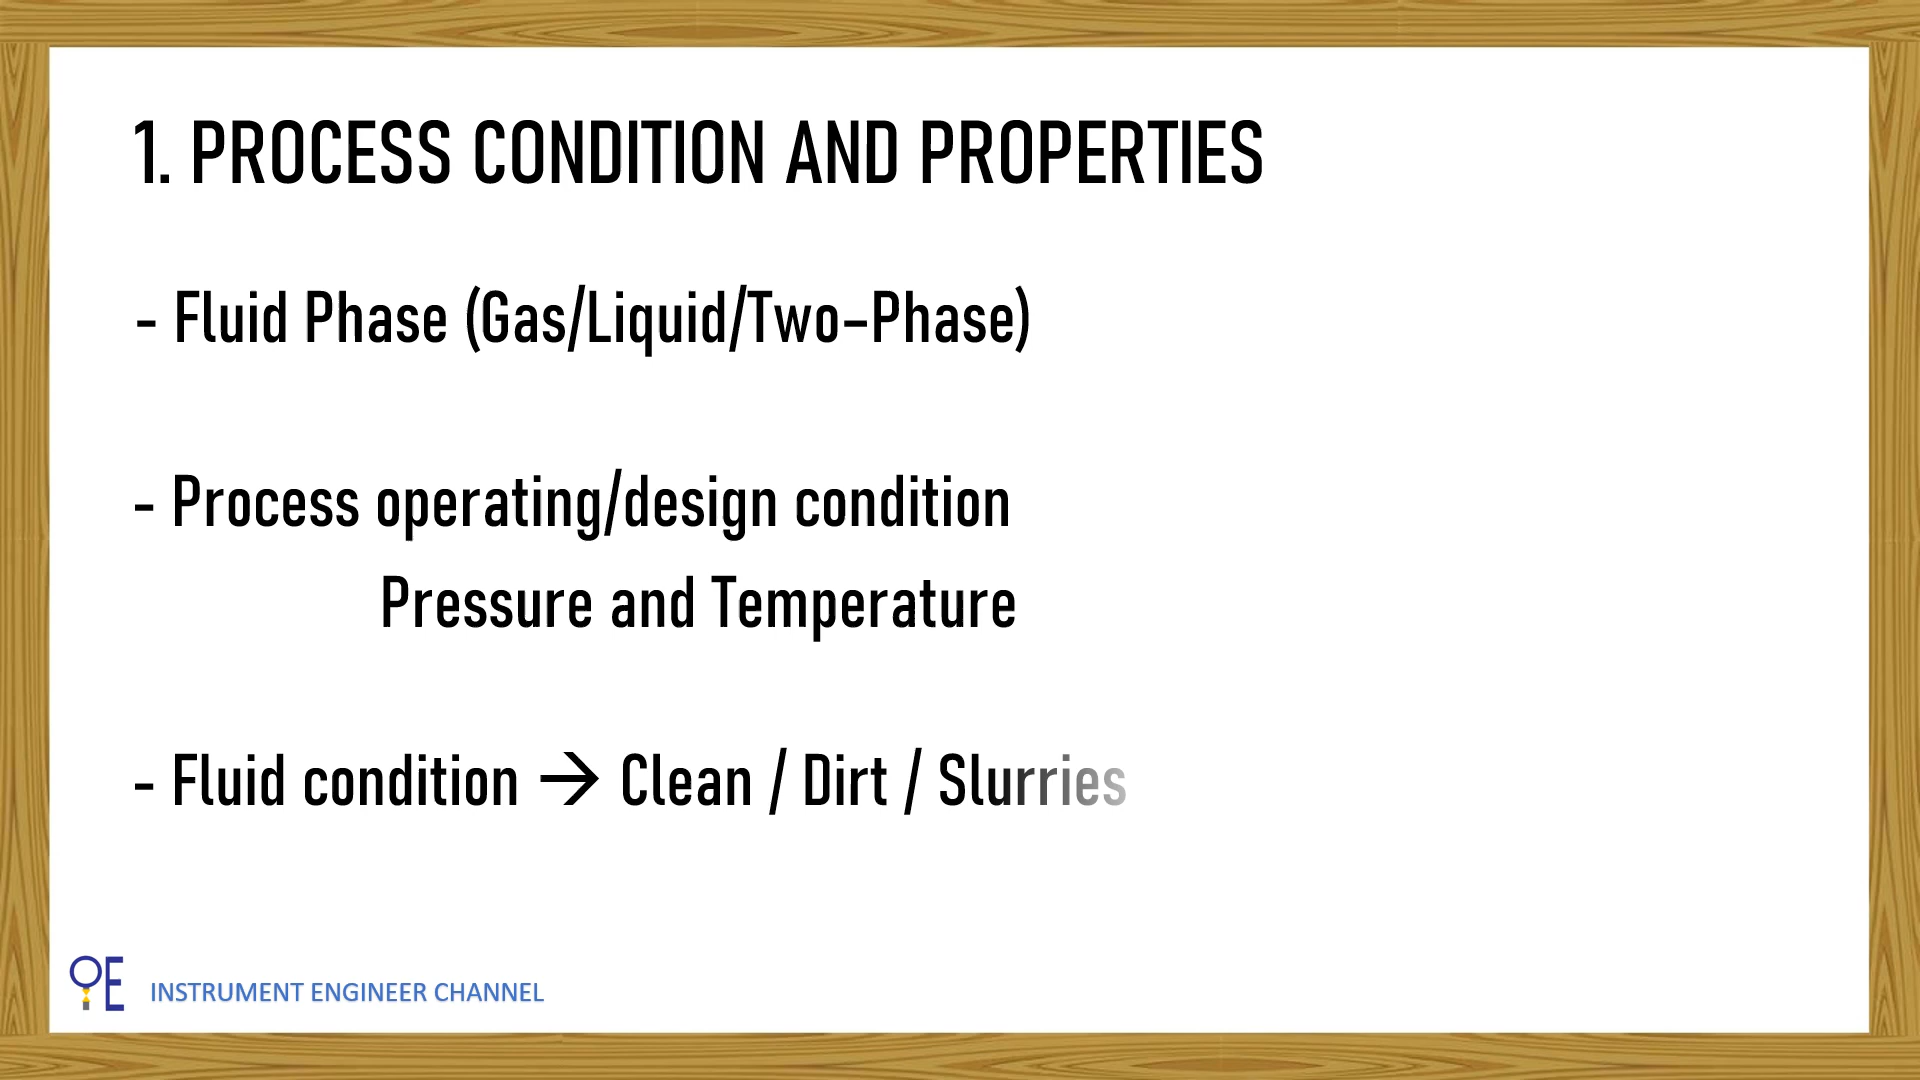 1. PROCESS CONDITION AND PROPERTIES
- Fluid Phase (Gas/Liquid/Two-Phase)
- Process operating/design condition
Pressure and Temperature
- Fluid condition → Clean / Dirt / Slurries
E INSTRUMENT ENGINEER CHANNEL